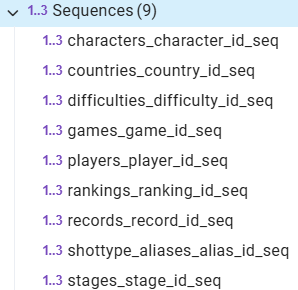 1..3 Sequences (9)
1..3 characters_character_id_seq
1..3 countries_country_id_seq
1..3 difficulties_difficulty_id_seq
1..3 games_game_id_seq
1..3 players_player_id_seq
1..3 rankings_ranking_id_seq
1..3 records_record_id_seq
1..3 shottype_aliases_alias_id_seq
1..3 stages_stage_id_seq